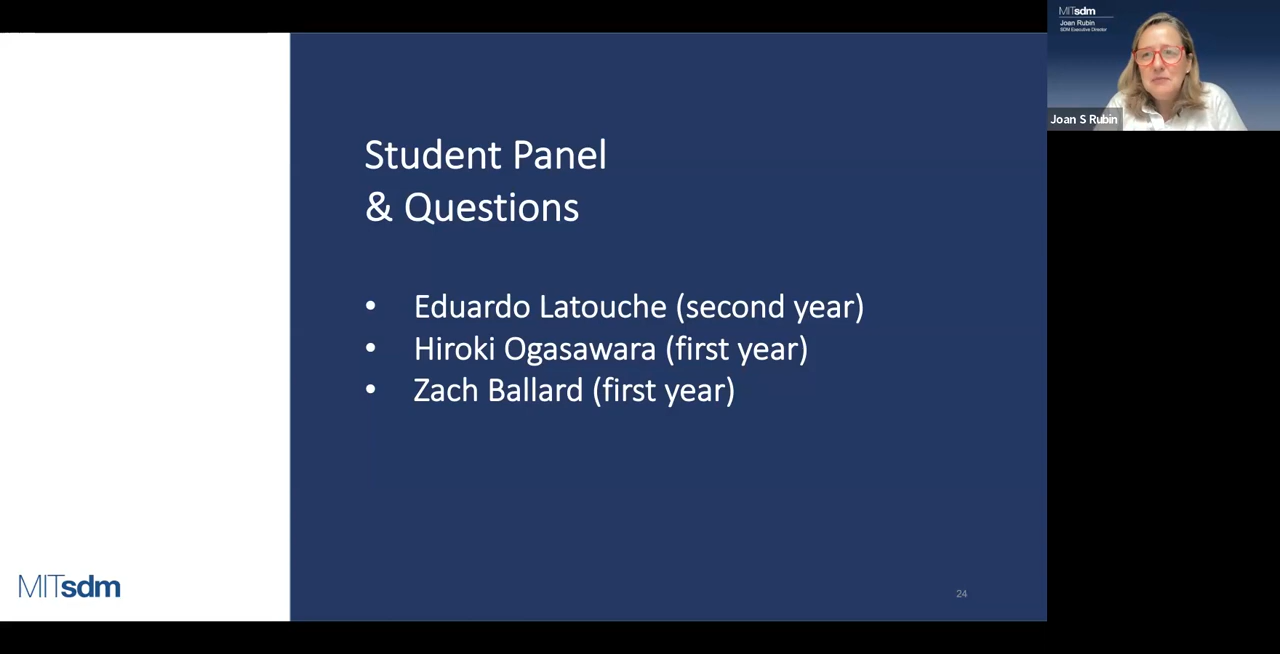 Student Panel
& Questions
• Eduardo Latouche (second year)
• Hiroki Ogasawara (first year)
• Zach Ballard (first year)
MITsdm
24
MITsdm
Joan Rubin
SDM Executive Director
Joan S Rubin